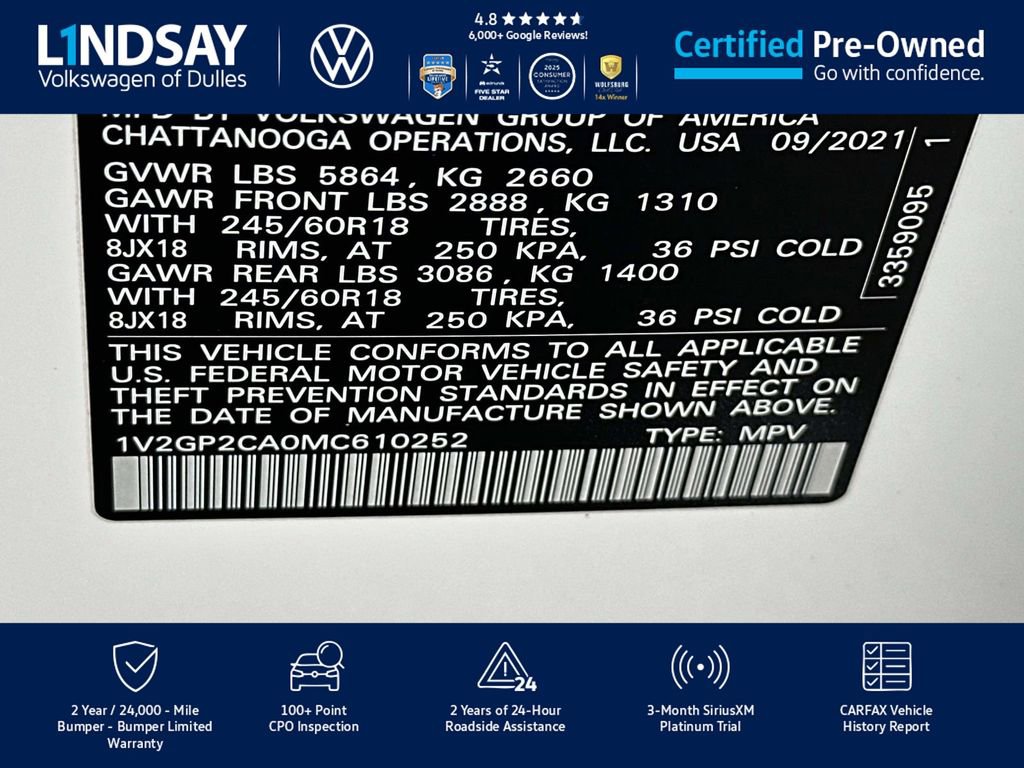 L1NDSAY
Volkswagen of Dulles
4.8
6,000+ Google Reviews!
FIVE STAR
DEALER
2025
CONSUMER
SATISFACTION
AWARD
WOLFSBURG
14x Winner
Certified Pre-Owned
Go with confidence.
MFD BY VOLKSWAGEN GROUP OF AMERICA
CHATTANOOGA OPERATIONS, LLC. USA 09/2021
1
3359095
GVWR LBS 5864, KG 2660
GAWR FRONT LBS 2888, KG 1310
WITH 245/60R18 TIRES,
8JX18 RIMS, AT 250 KPA, 36 PSI COLD
GAWR REAR LBS 3086, KG 1400
WITH 245/60R18 TIRES,
8JX18 RIMS, AT 250 KPA, 36 PSI COLD
THIS VEHICLE CONFORMS TO ALL APPLICABLE
U.S. FEDERAL MOTOR VEHICLE SAFETY AND
THEFT PREVENTION STANDARDS IN EFFECT ON
THE DATE OF MANUFACTURE SHOWN ABOVE.
1V2GP2CA0MC610252 TYPE: MPV
2 Year / 24,000 - Mile
Bumper - Bumper Limited
Warranty
100+ Point
CPO Inspection
24
2 Years of 24-Hour
Roadside Assistance
3-Month SiriusXM
Platinum Trial
CARFAX Vehicle
History Report